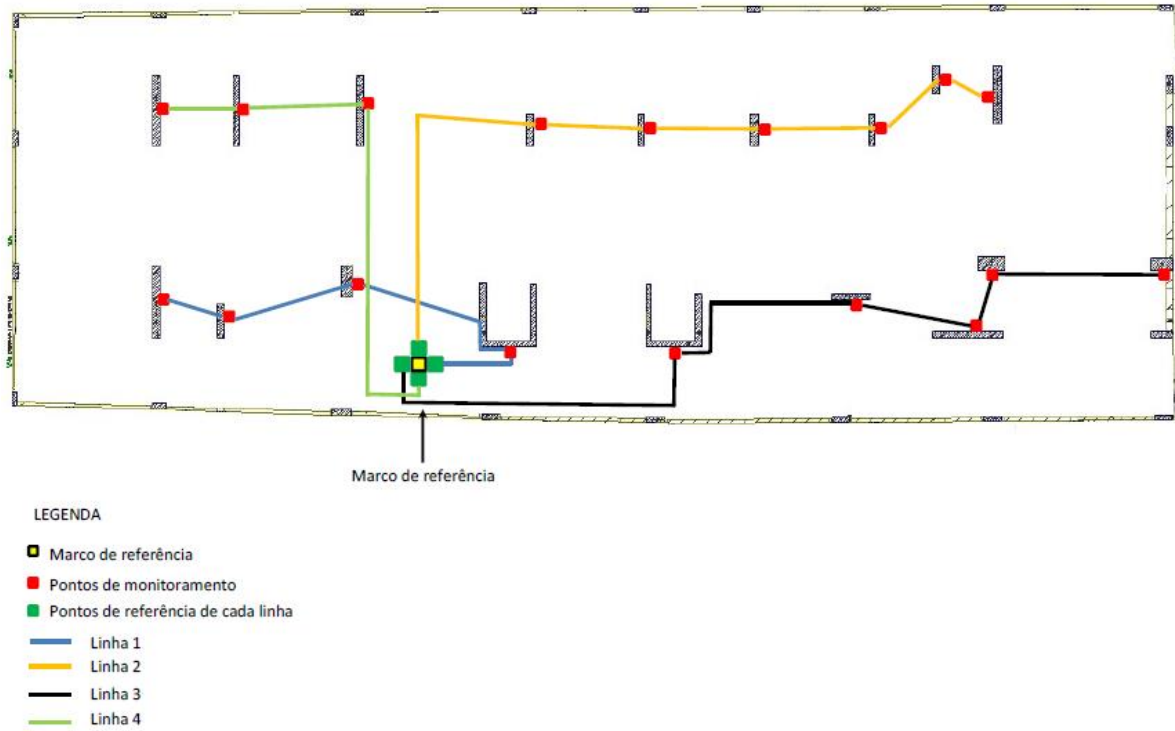 Marco de referência
LEGENDA
Marco de referência
Pontos de monitoramento
Pontos de referência de cada linha
Linha 1
Linha 2
Linha 3
Linha 4